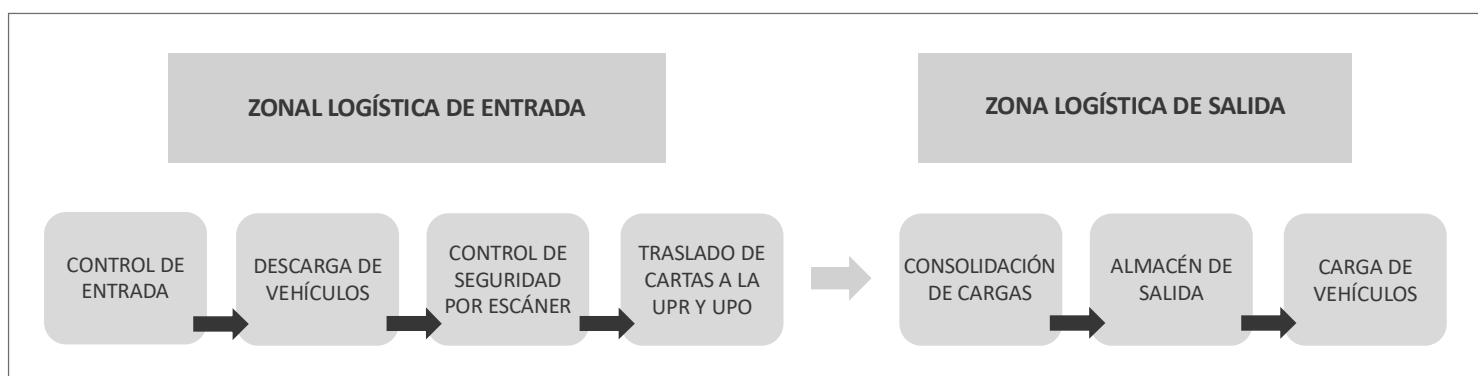 ZONAL LOGÍSTICA DE ENTRADA
ZONA LOGÍSTICA DE SALIDA
CONTROL DE
ENTRADA
DESCARGA DE
VEHÍCULOS
CONTROL DE
SEGURIDAD
POR ESCÁNER
TRASLADO DE
CARTAS A LA
UPR Y UPO
CONSOLIDACIÓN
DE CARGAS
ALMACÉN DE
SALIDA
CARGA DE
VEHÍCULOS